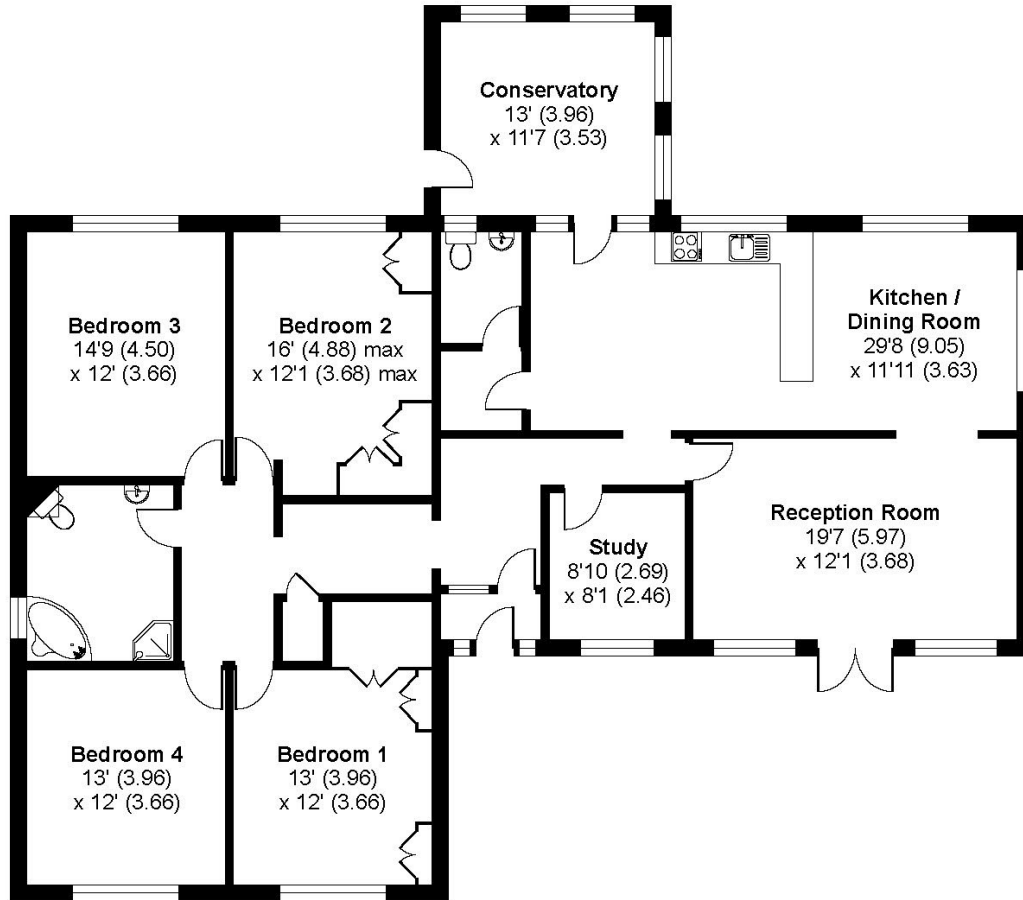 Conservatory
13' (3.96)
x 11'7 (3.53)
Bedroom 3
14'9 (4.50)
x 12' (3.66)
Bedroom 2
16' (4.88) max
x 12'1 (3.68) max
Kitchen /
Dining Room
29'8 (9.05)
x 11'11 (3.63)
Reception Room
19'7 (5.97)
x 12'1 (3.68)
Study
8'10 (2.69)
x 8'1 (2.46)
Bedroom 4
13' (3.96)
x 12' (3.66)
Bedroom 1
13' (3.96)
x 12' (3.66)